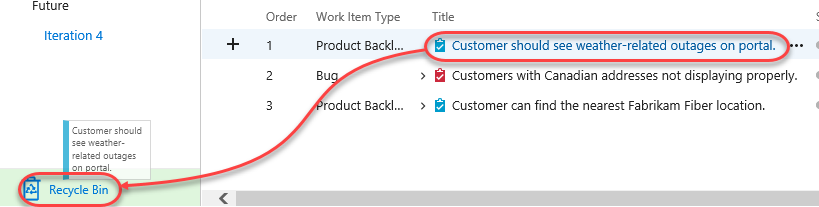 Future
Iteration 4
Order Work Item Type Title
1 Product Backl... Customer should see weather-related outages on portal.
2 Bug Customers with Canadian addresses not displaying properly.
3 Product Backl... Customer can find the nearest Fabrikam Fiber location.
Customer should
see weather-
related outages
on portal.
Recycle Bin